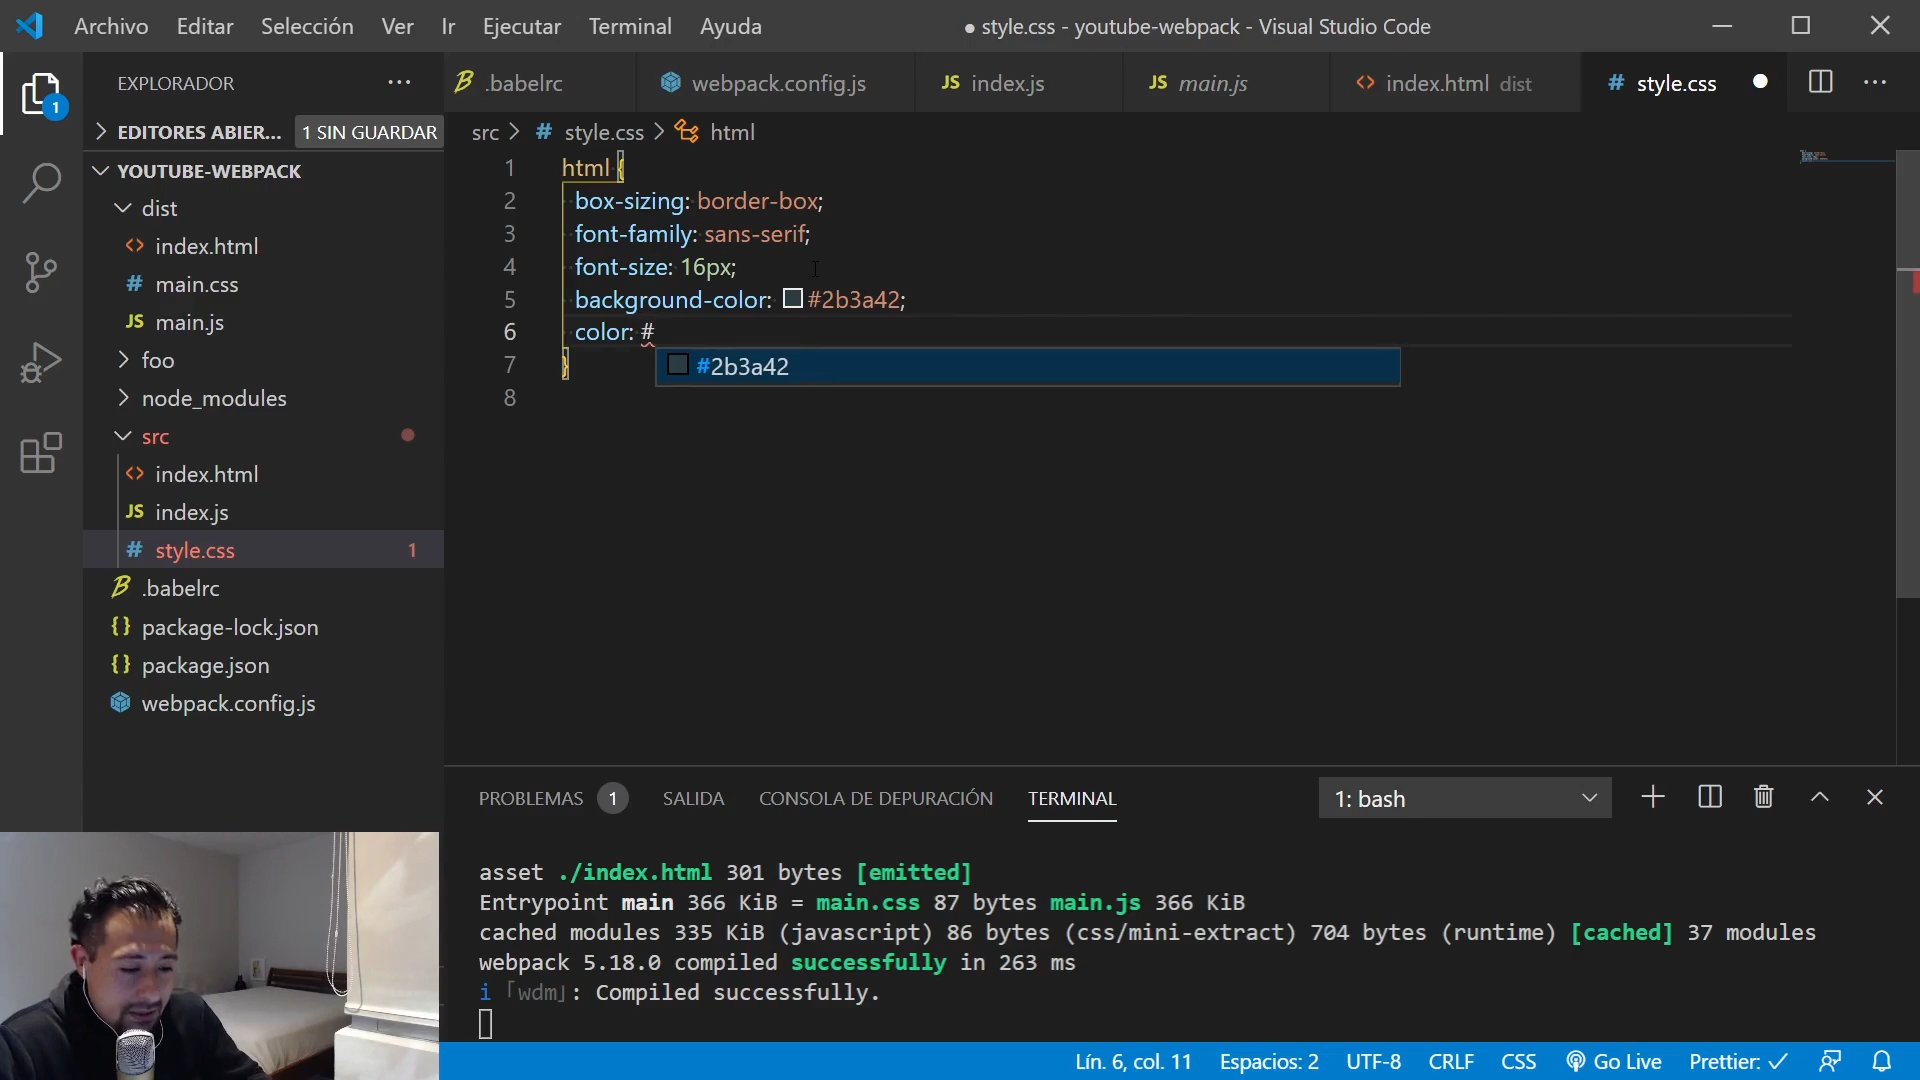 Archivo Editar Selección Ver Ir Ejecutar Terminal Ayuda ● style.css - youtube-webpack - Visual Studio Code
EXPLORADOR ···
.babelrc webpack.config.js JS index.js JS main.js <> index.html dist # style.css ● ···
1
> EDITORES ABIER... 1 SIN GUARDAR
src > # style.css > html
YOUTUBE-WEBPACK
dist
<> index.html
# main.css
JS main.js
foo
node_modules
src
<> index.html
JS index.js
# style.css 1
.babelrc
{} package-lock.json
{} package.json
webpack.config.js
1 html {
2 box-sizing: border-box;
3 font-family: sans-serif;
4 font-size: 16px;
5 background-color: #2b3a42;
6 color: #
7 }
8
#2b3a42
PROBLEMAS 1 SALIDA CONSOLA DE DEPURACIÓN TERMINAL 1: bash
asset ./index.html 301 bytes [emitted]
Entrypoint main 366 KiB = main.css 87 bytes main.js 366 KiB
cached modules 335 KiB (javascript) 86 bytes (css/mini-extract) 704 bytes (runtime) [cached] 37 modules
webpack 5.18.0 compiled successfully in 263 ms
i ｢wdm｣: Compiled successfully.
Lín. 6, col. 11 Espacios: 2 UTF-8 CRLF CSS Go Live Prettier: ✓